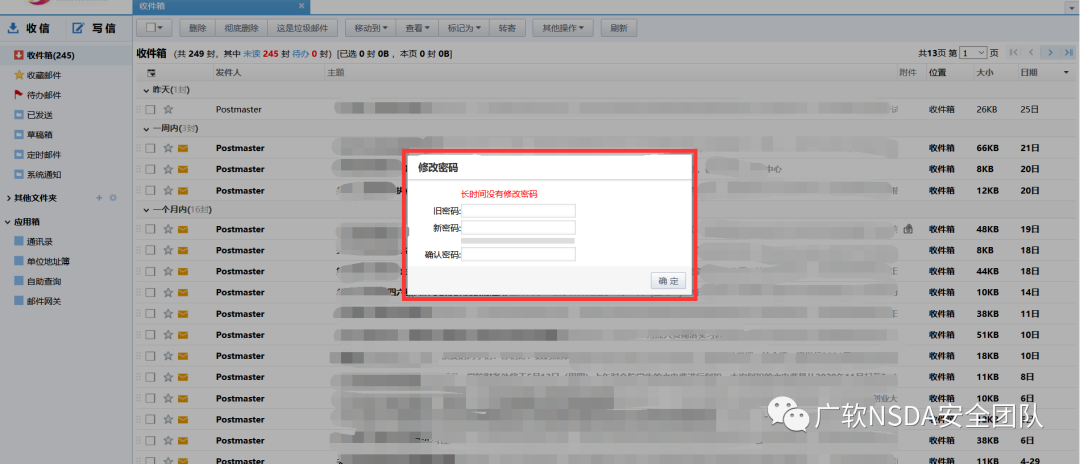 收件箱
收信 写信
删除 彻底删除 这是垃圾邮件 移动到 查看 标记为 转寄 其他操作 刷新
收件箱(245)
收藏邮件
待办邮件
已发送
草稿箱
定时邮件
系统通知
其他文件夹
应用箱
通讯录
单位地址簿
自助查询
邮件网关
收件箱 (共 249 封，其中 未读 245 封 待办 0 封) [已选 0 封 0B ，本页 0 封 0B]
共13页 第 1 页
发件人 主题 附件 位置 大小 日期
昨天(1封)
Postmaster 收件箱 26KB 25日
一周内(3封)
Postmaster 收件箱 66KB 21日
Postmaster 中心 收件箱 8KB 20日
Postmaster 收件箱 12KB 20日
一个月内(16封)
Postmaster 收件箱 48KB 19日
Postmaster 收件箱 8KB 18日
Postmaster 收件箱 44KB 18日
Postmaster 收件箱 10KB 14日
Postmaster 收件箱 38KB 11日
Postmaster 收件箱 51KB 10日
Postmaster 收件箱 18KB 10日
Postmaster 收件箱 11KB 8日
Postmaster 收件箱 10KB 6日
Postmaster 收件箱
Postmaster 收件箱 38KB 6日
Postmaster 收件箱 11KB 4-29
修改密码
长时间没有修改密码
旧密码:
新密码:
确认密码:
确 定
广软NSDA安全团队